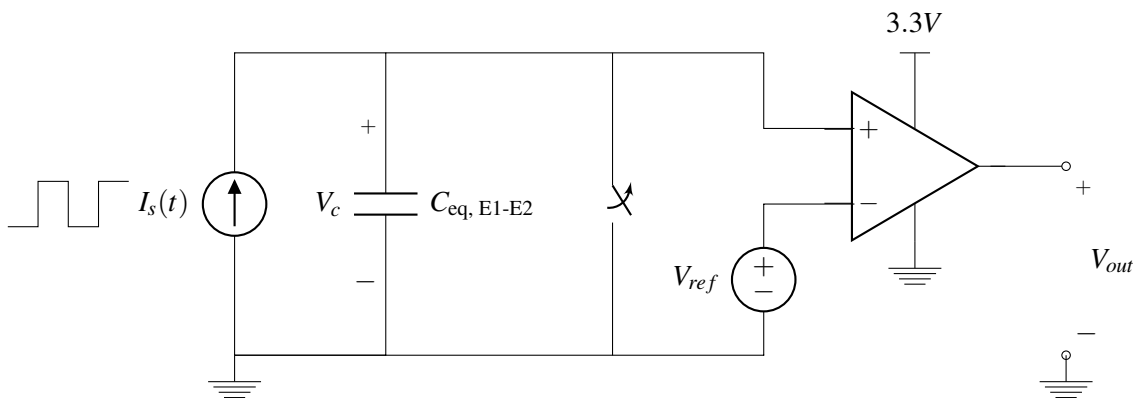 3.3V
+
+
I_s(t)
V_c
C_eq, E1-E2
−
+
−
+
−
V_ref
−
+
V_out
−